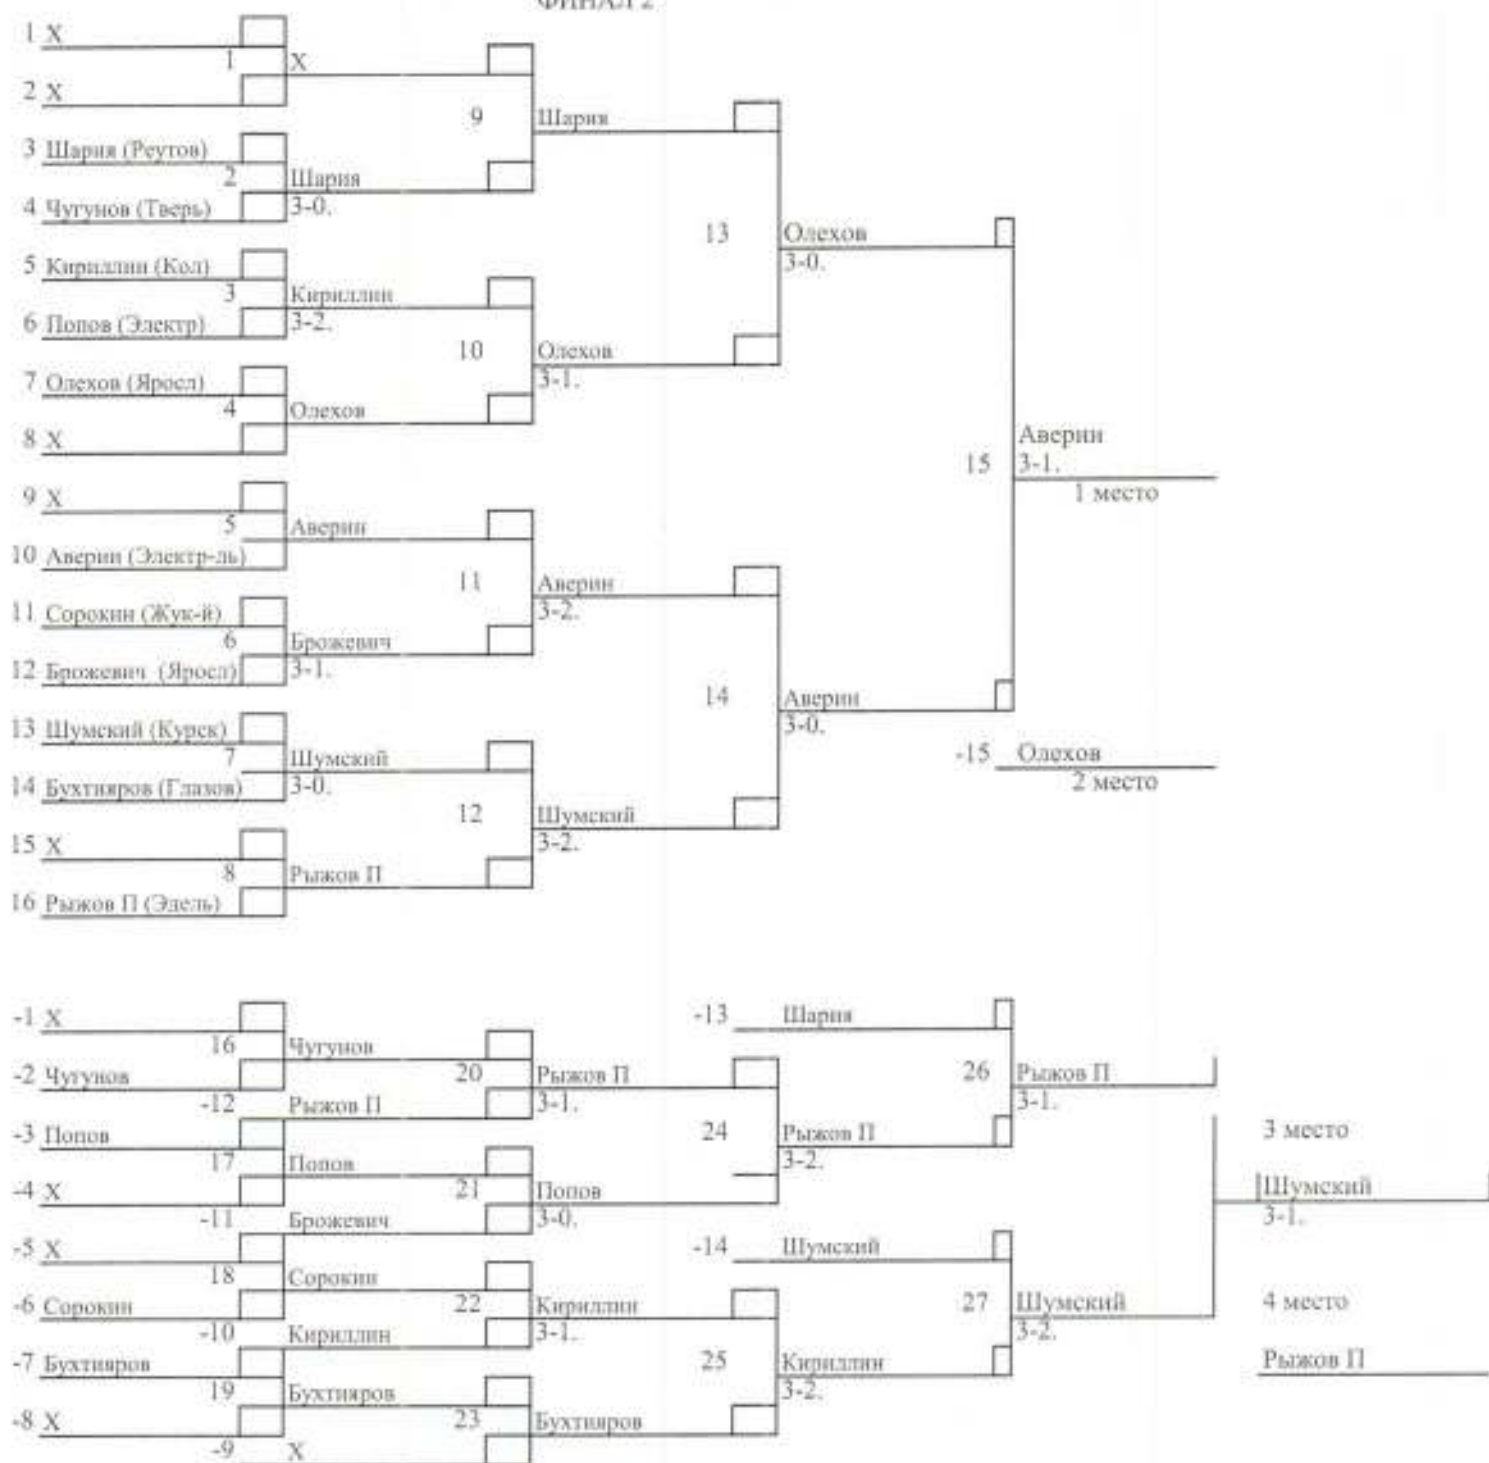 ФИНАЛ 2
1 X
1 X
2 X
9 Шария
3 Шария (Реутов)
2 Шария
3-0.
4 Чугунов (Тверь)
13 Олехов
3-0.
5 Кириллин (Кол)
3 Кириллин
3-2.
6 Попов (Электр)
10 Олехов
3-1.
7 Олехов (Яросл)
4 Олехов
8 X
15 Аверин
3-1.
1 место
9 X
5 Аверин
10 Аверин (Электр-ль)
11 Аверин
3-2.
11 Сорокин (Жук-й)
6 Брожевич
3-1.
12 Брожевич (Яросл)
14 Аверин
3-0.
13 Шумский (Курск)
7 Шумский
3-0.
14 Бухтияров (Глазов)
-15 Олехов
2 место
12 Шумский
3-2.
15 X
8 Рыжов П
16 Рыжов П (Эдель)
-1 X
-13 Шария
16 Чугунов
-2 Чугунов
20 Рыжов П
3-1.
26 Рыжов П
3-1.
-12 Рыжов П
-3 Попов
24 Рыжов П
3-2.
3 место
17 Попов
-4 X
21 Попов
3-0.
Шумский
3-1.
-11 Брожевич
-5 X
-14 Шумский
18 Сорокин
-6 Сорокин
22 Кириллин
3-1.
27 Шумский
3-2.
4 место
-10 Кириллин
-7 Бухтияров
25 Кириллин
3-2.
Рыжов П
19 Бухтияров
-8 X
23 Бухтияров
-9 X